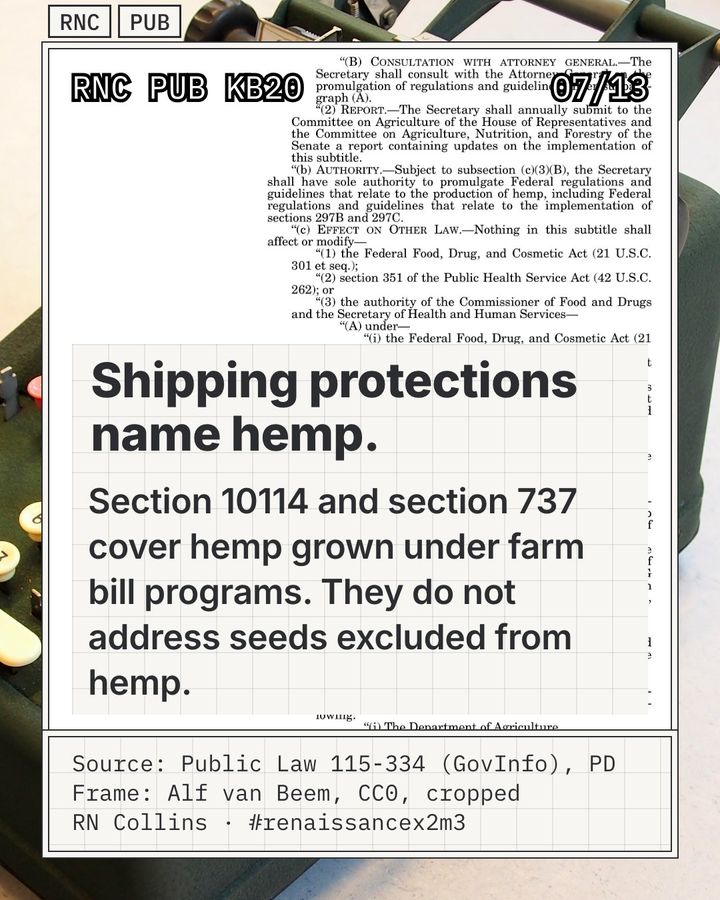 RNC PUB
RNC PUB KB20 07/13
“(B) CONSULTATION WITH ATTORNEY GENERAL.—The
Secretary shall consult with the Attorney General on the
promulgation of regulations and guidelines under
graph (A).
“(2) REPORT.—The Secretary shall annually submit to the
Committee on Agriculture of the House of Representatives and
the Committee on Agriculture, Nutrition, and Forestry of the
Senate a report containing updates on the implementation of
this subtitle.
“(b) AUTHORITY.—Subject to subsection (c)(3)(B), the Secretary
shall have sole authority to promulgate Federal regulations and
guidelines that relate to the production of hemp, including Federal
regulations and guidelines that relate to the implementation of
sections 297B and 297C.
“(c) EFFECT ON OTHER LAW.—Nothing in this subtitle shall
affect or modify—
“(1) the Federal Food, Drug, and Cosmetic Act (21 U.S.C.
301 et seq.);
“(2) section 351 of the Public Health Service Act (42 U.S.C.
262); or
“(3) the authority of the Commissioner of Food and Drugs
and the Secretary of Health and Human Services—
“(A) under—
“(i) the Federal Food, Drug, and Cosmetic Act (21
Shipping protections
name hemp.
Section 10114 and section 737
cover hemp grown under farm
bill programs. They do not
address seeds excluded from
hemp.
lowing:
“(i) The Department of Agriculture
Source: Public Law 115-334 (GovInfo), PD
Frame: Alf van Beem, CC0, cropped
RN Collins · #renaissancex2m3